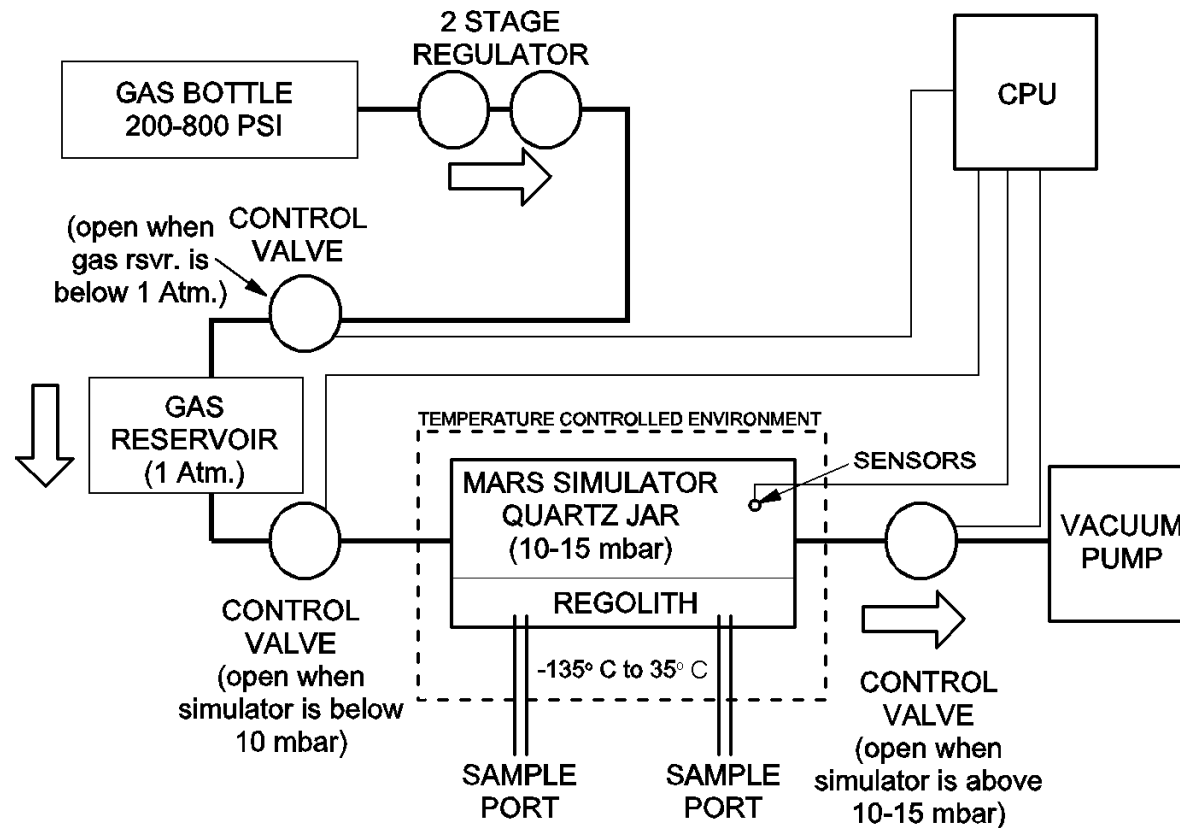 2 STAGE
REGULATOR
GAS BOTTLE
200-800 PSI
CPU
(open when
gas rsvr. is
below 1 Atm.)
CONTROL
VALVE
GAS
RESERVOIR
(1 Atm.)
TEMPERATURE CONTROLLED ENVIRONMENT
MARS SIMULATOR
QUARTZ JAR
(10-15 mbar)
SENSORS
REGOLITH
VACUUM
PUMP
-135° C to 35° C
CONTROL
VALVE
(open when
simulator is below
10 mbar)
SAMPLE
PORT
SAMPLE
PORT
CONTROL
VALVE
(open when
simulator is above
10-15 mbar)